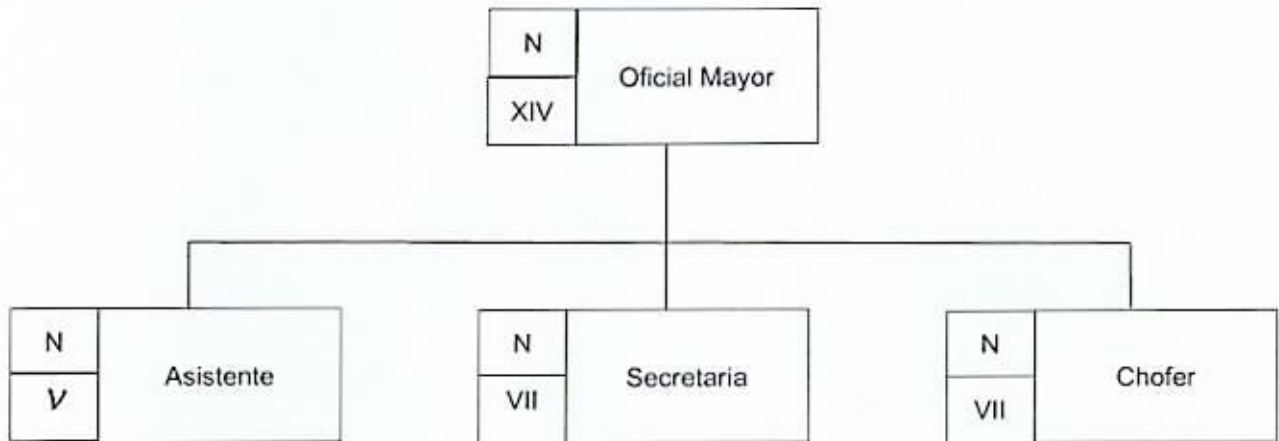 N
XIV
Oficial Mayor
N
V
Asistente
N
VII
Secretaria
N
VII
Chofer